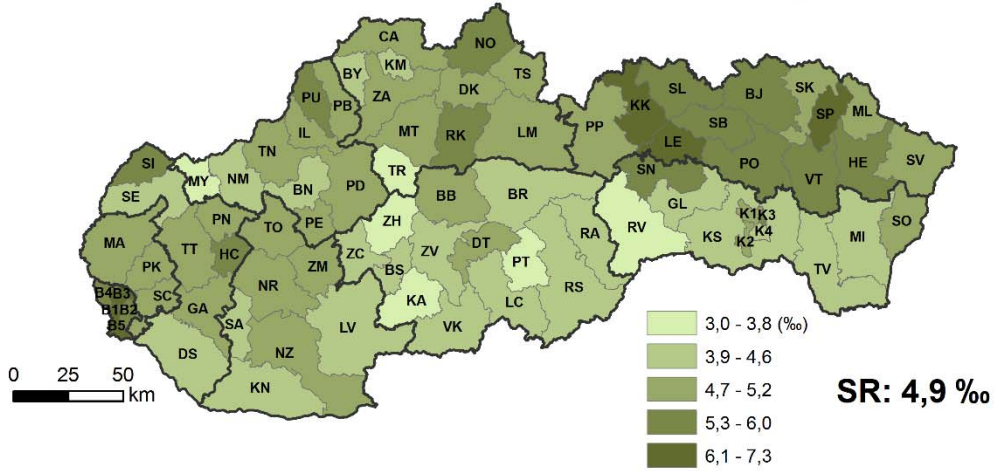 CA
NO
BY
KM
TS
PU
PB
ZA
DK
IL
MT
RK
LM
TN
SI
MY
NM
BN
PD
TR
SE
PE
PP
KK
SL
BJ
SK
SP
ML
LE
SB
PO
VT
HE
SV
SN
GL
RV
KS
K1
K3
K4
K2
SO
MI
TV
BB
BR
ZH
ZV
DT
RA
ZC
BS
PT
RS
KA
LC
VK
MA
PN
TO
TT
HC
ZM
PK
NR
B4
B3
SC
B1
B2
GA
B5
SA
LV
DS
NZ
KN
0 25 50
km
3,0 - 3,8 (‰)
3,9 - 4,6
4,7 - 5,2
5,3 - 6,0
6,1 - 7,3
SR: 4,9 ‰